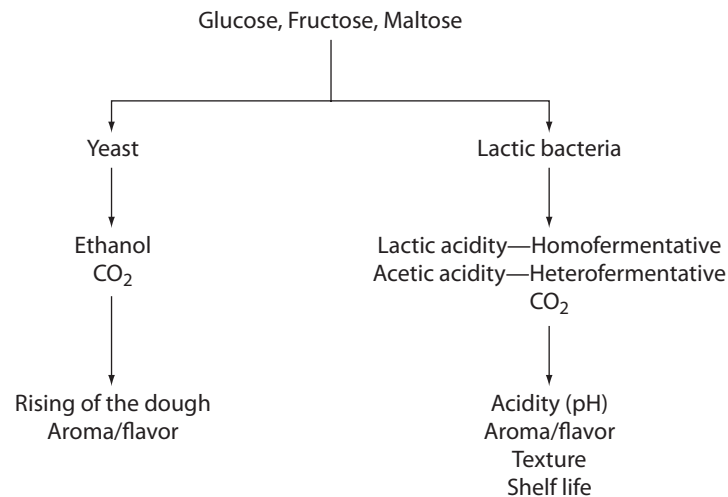 Glucose, Fructose, Maltose
Yeast
Lactic bacteria
Ethanol
CO₂
Lactic acidity—Homofermentative
Acetic acidity—Heterofermentative
CO₂
Rising of the dough
Aroma/flavor
Acidity (pH)
Aroma/flavor
Texture
Shelf life